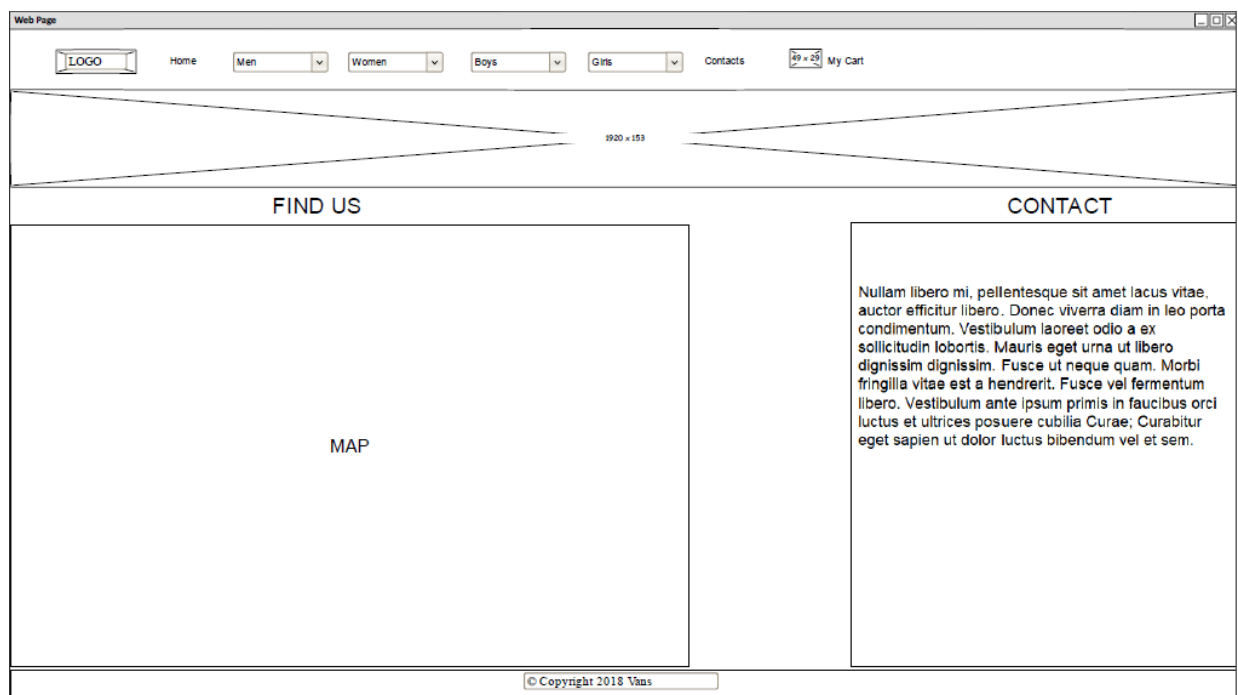 Web Page
LOGO Home Men Women Boys Girls Contacts 49 x 29 My Cart
1920 x 153
FIND US
CONTACT
MAP
Nullam libero mi, pellentesque sit amet lacus vitae,
auctor efficitur libero. Donec viverra diam in leo porta
condimentum. Vestibulum laoreet odio a ex
sollicitudin lobortis. Mauris eget urna ut libero
dignissim dignissim. Fusce ut neque quam. Morbi
fringilla vitae est a hendrerit. Fusce vel fermentum
libero. Vestibulum ante ipsum primis in faucibus orci
luctus et ultrices posuere cubilia Curae; Curabitur
eget sapien ut dolor luctus bibendum vel et sem.
© Copyright 2018 Vans